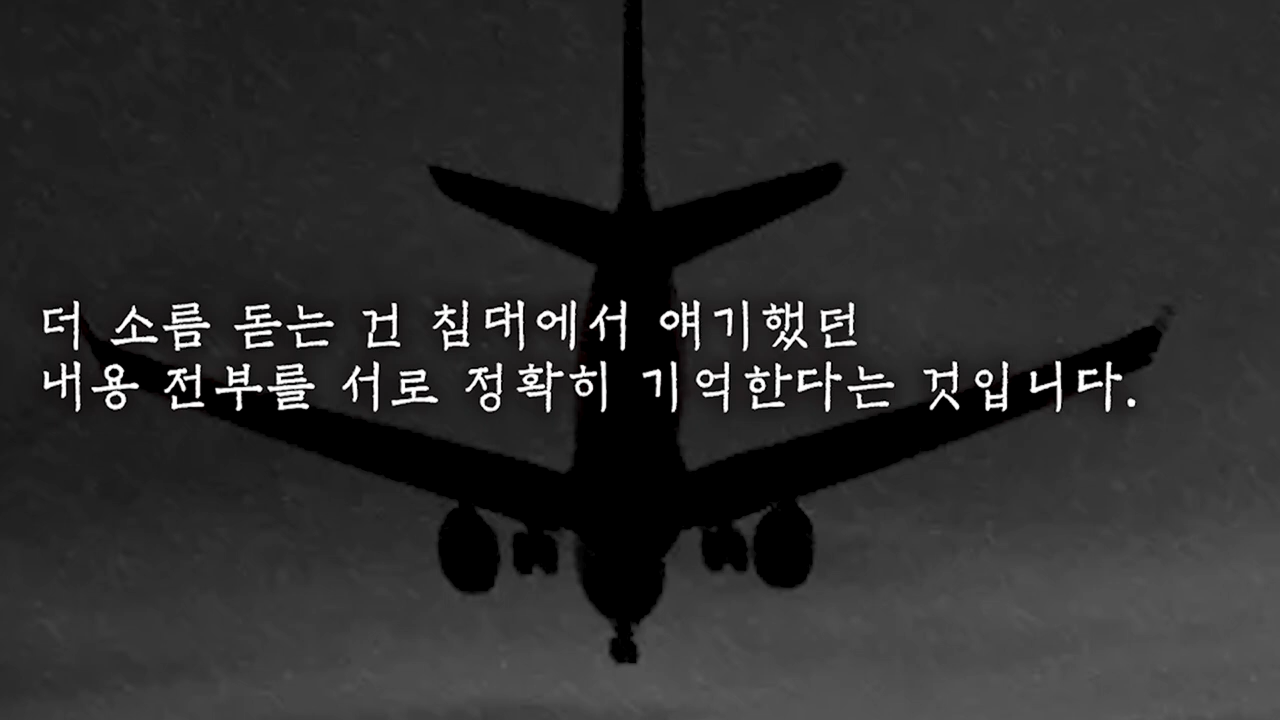 더 소름 돋는 건 침대에서 얘기했던
내용 전부를 서로 정확히 기억한다는 것입니다.